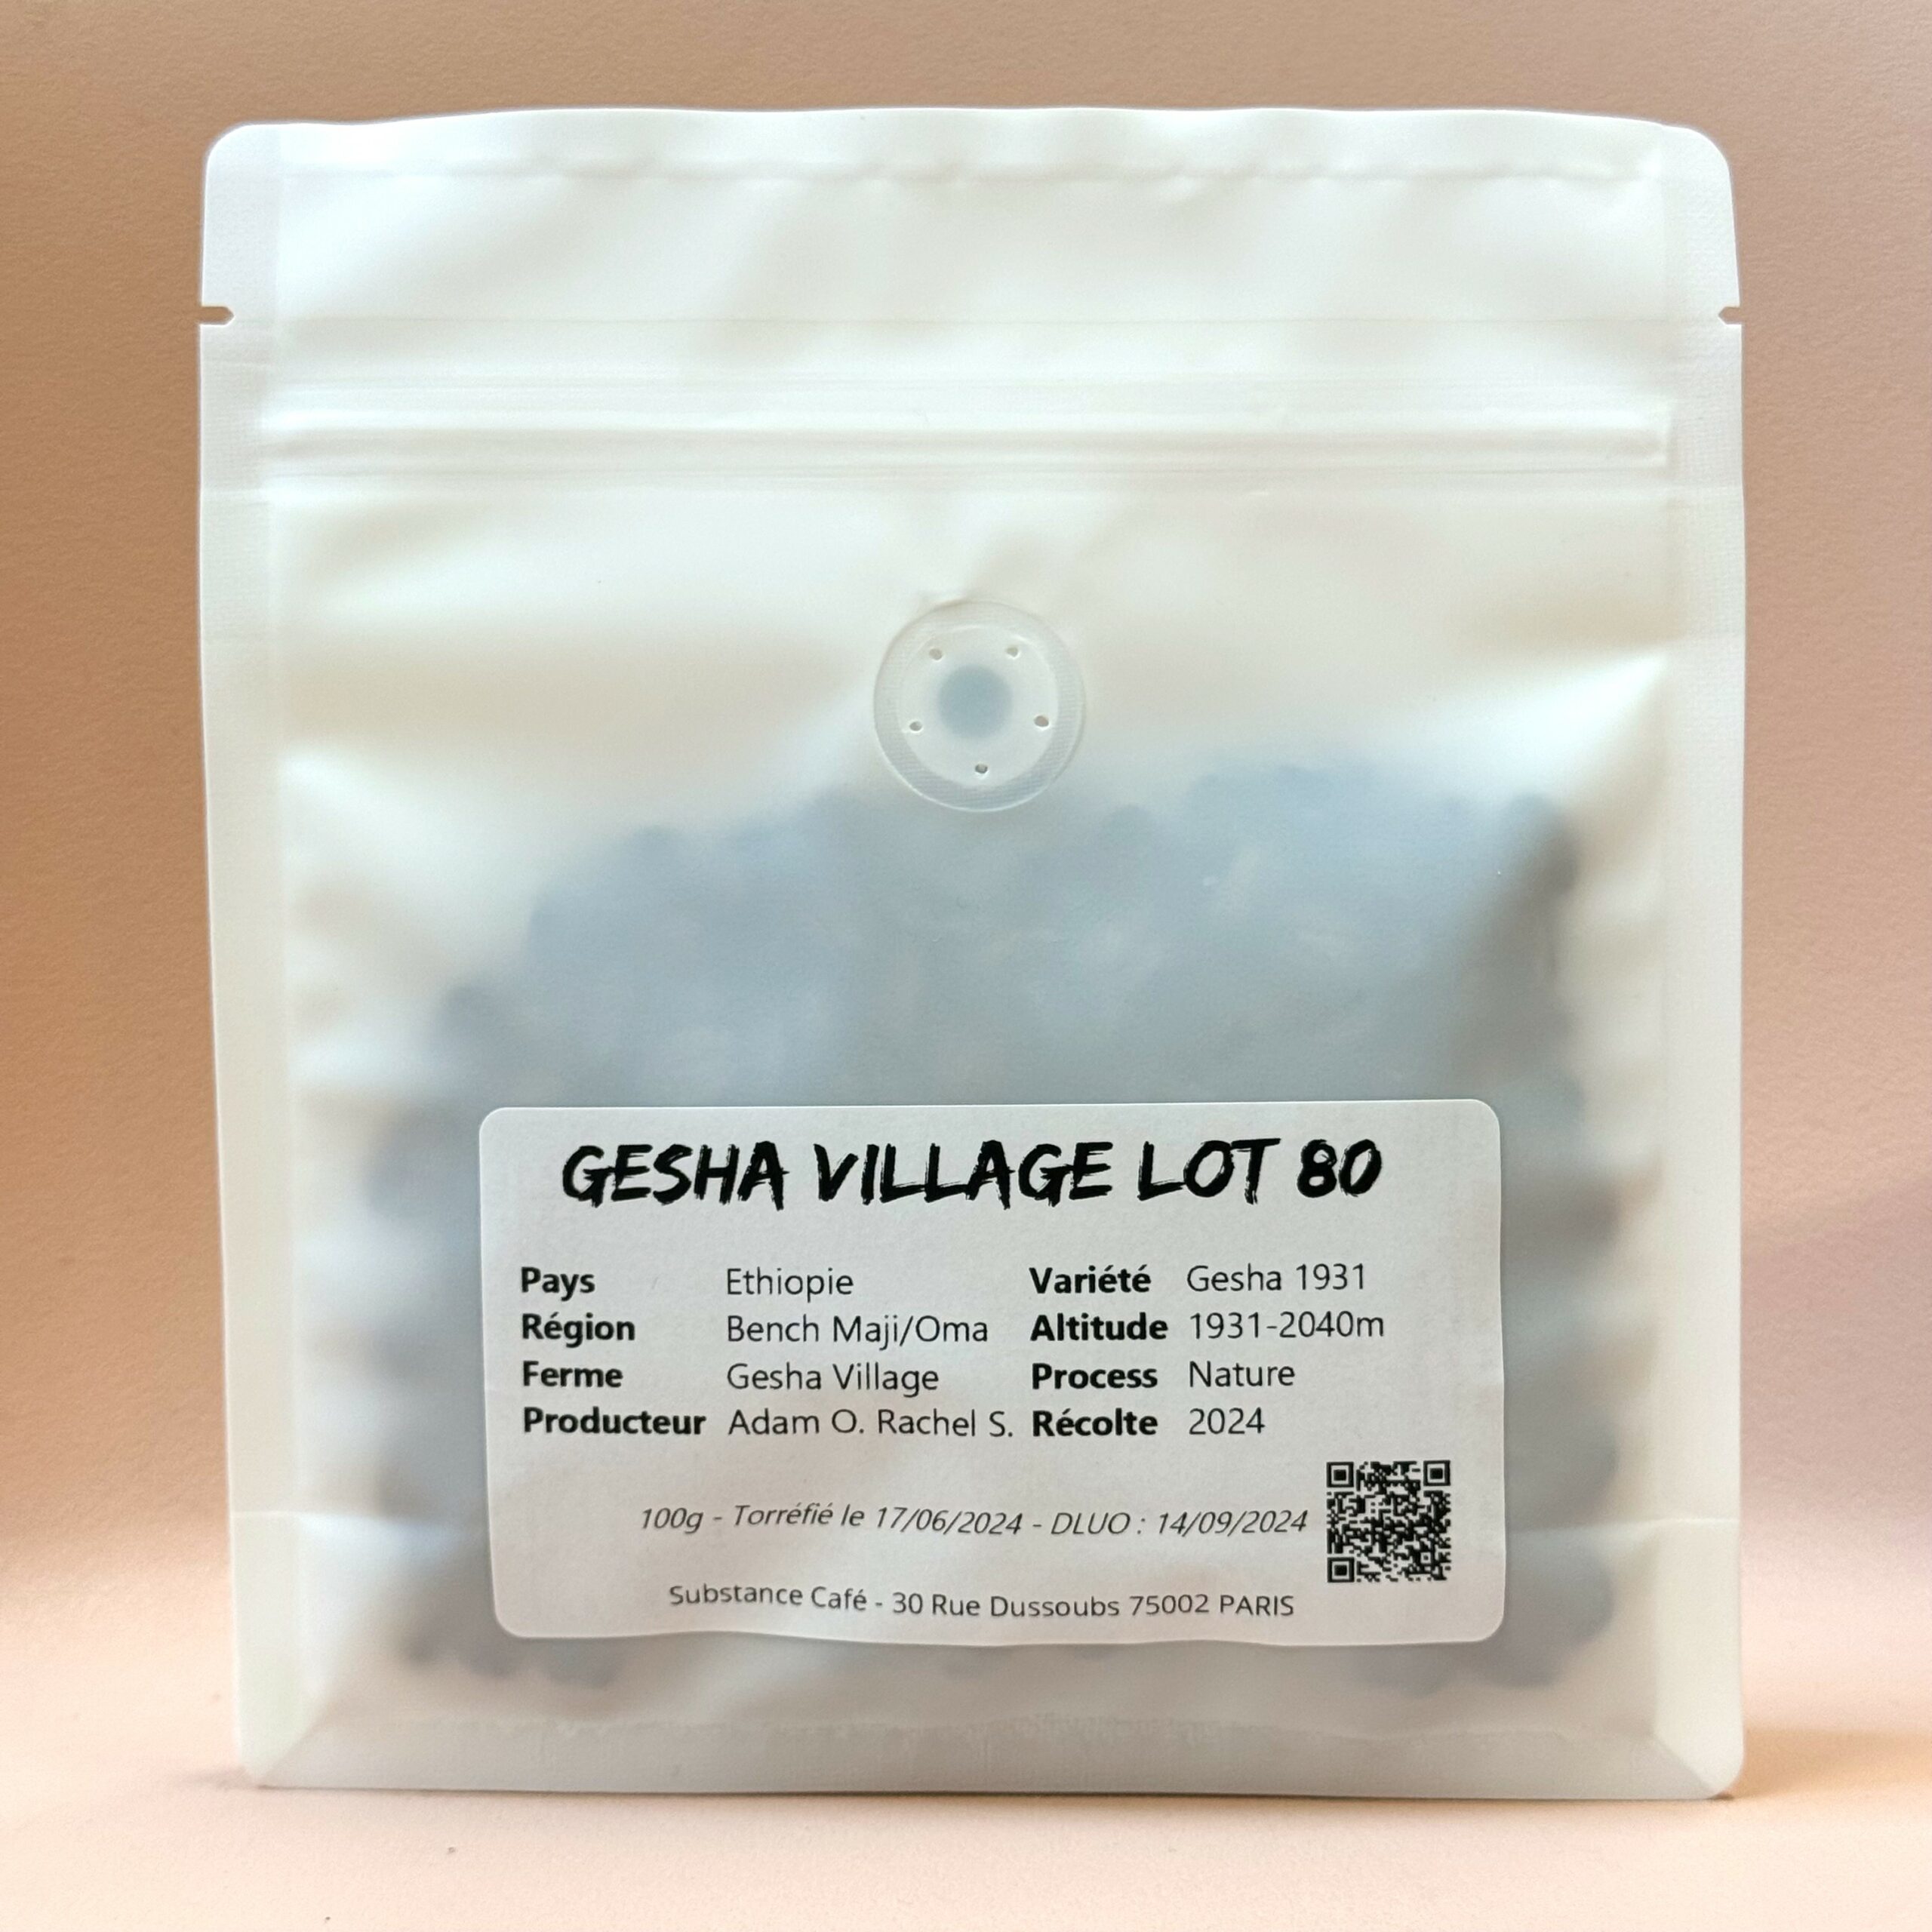 GESHA VILLAGE LOT 80
Pays Ethiopie Variété Gesha 1931
Région Bench Maji/Oma Altitude 1931-2040m
Ferme Gesha Village Process Nature
Producteur Adam O. Rachel S. Récolte 2024
100g - Torréfié le 17/06/2024 - DLUO : 14/09/2024
Substance Café - 30 Rue Dussoubs 75002 PARIS